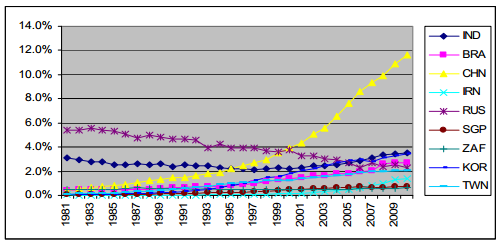 14.0%
12.0%
10.0%
8.0%
6.0%
4.0%
2.0%
0.0%
1981 1983 1985 1987 1989 1991 1993 1995 1997 1999 2001 2003 2005 2007 2009
IND
BRA
CHN
IRN
RUS
SGP
ZAF
KOR
TWN